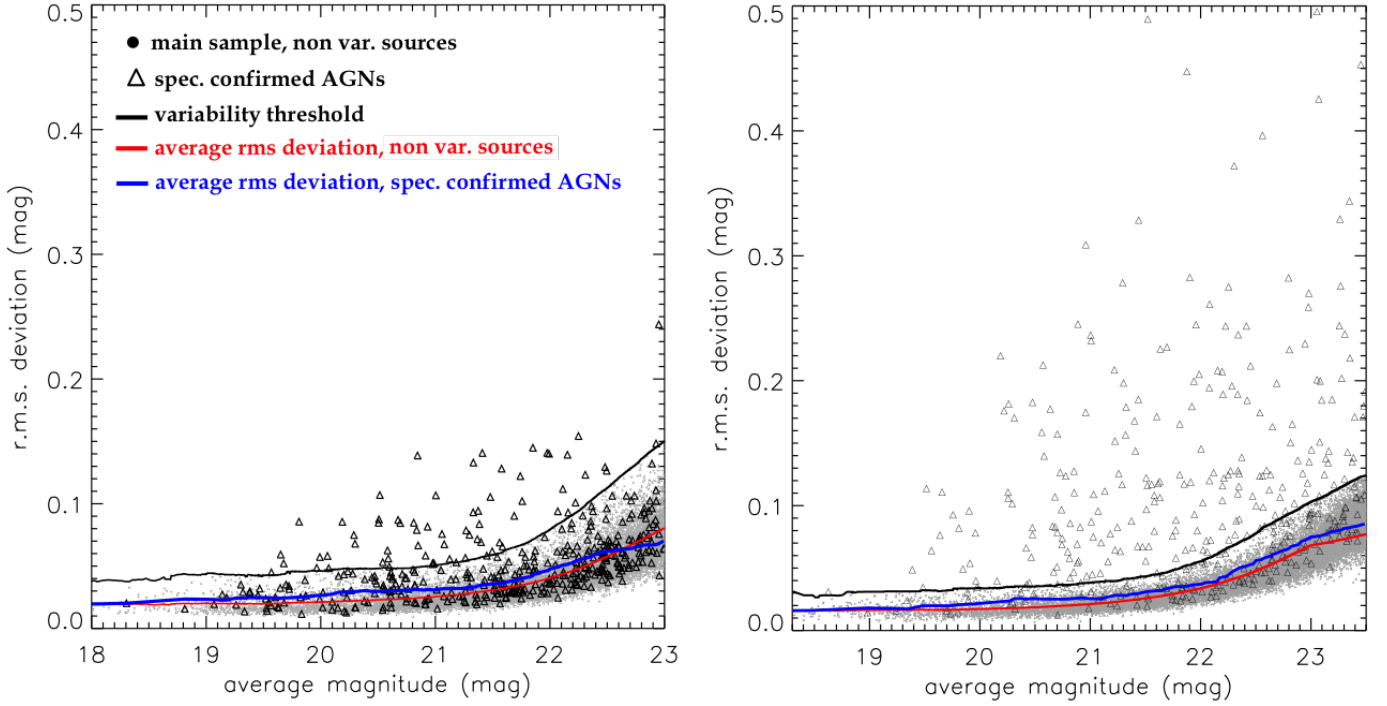 0.5
main sample, non var. sources
spec. confirmed AGNs
variability threshold
average rms deviation, non var. sources
average rms deviation, spec. confirmed AGNs
0.4
0.3
0.2
0.1
0.0
r.m.s. deviation (mag)
18 19 20 21 22 23
average magnitude (mag)
0.5
0.4
0.3
0.2
0.1
0.0
r.m.s. deviation (mag)
19 20 21 22 23
average magnitude (mag)